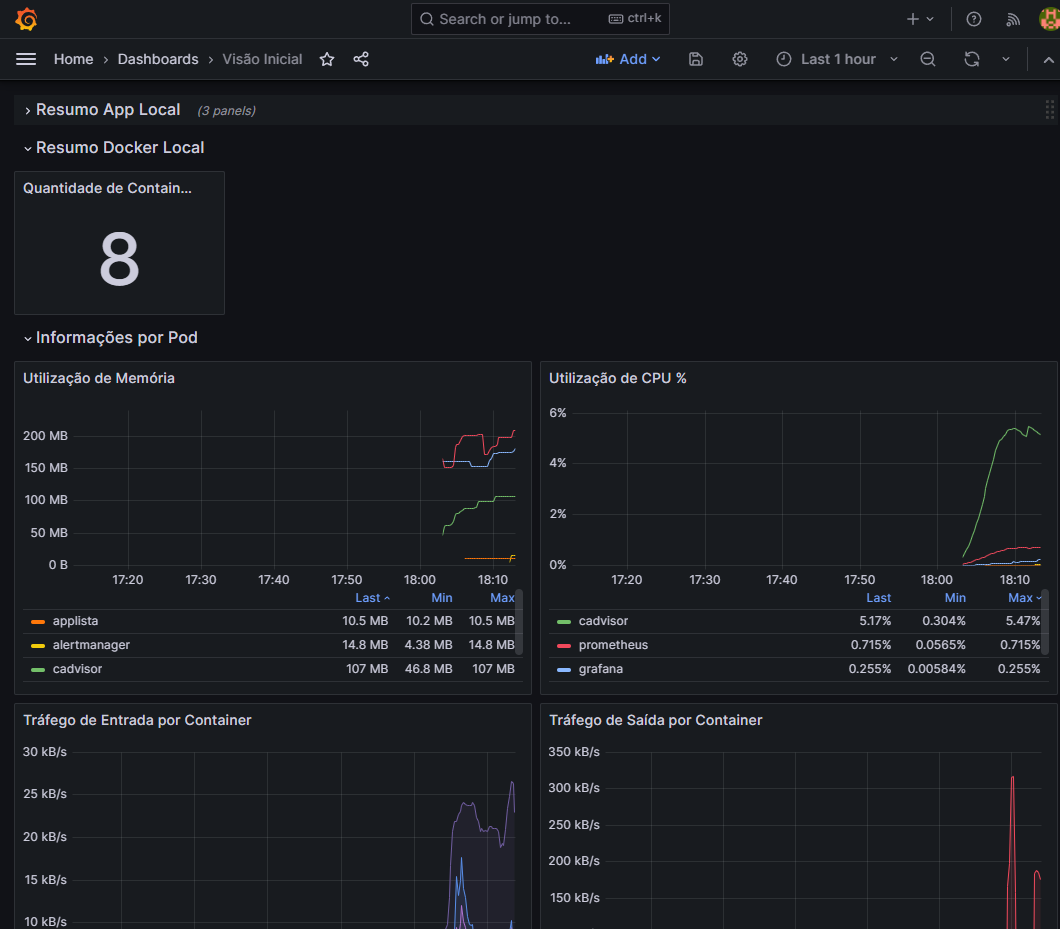 Search or jump to... ctrl+k
Home › Dashboards › Visão Inicial Add Last 1 hour
Resumo App Local (3 panels)
Resumo Docker Local
Quantidade de Contain...
8
Informações por Pod
Utilização de Memória
200 MB
150 MB
100 MB
50 MB
0 B
17:20 17:30 17:40 17:50 18:00 18:10
Last Min Max
applista 10.5 MB 10.2 MB 10.5 MB
alertmanager 14.8 MB 4.38 MB 14.8 MB
cadvisor 107 MB 46.8 MB 107 MB
Utilização de CPU %
6%
4%
2%
0%
17:20 17:30 17:40 17:50 18:00 18:10
Last Min Max
cadvisor 5.17% 0.304% 5.47%
prometheus 0.715% 0.0565% 0.715%
grafana 0.255% 0.00584% 0.255%
Tráfego de Entrada por Container
30 kB/s
25 kB/s
20 kB/s
15 kB/s
10 kB/s
Tráfego de Saída por Container
350 kB/s
300 kB/s
250 kB/s
200 kB/s
150 kB/s